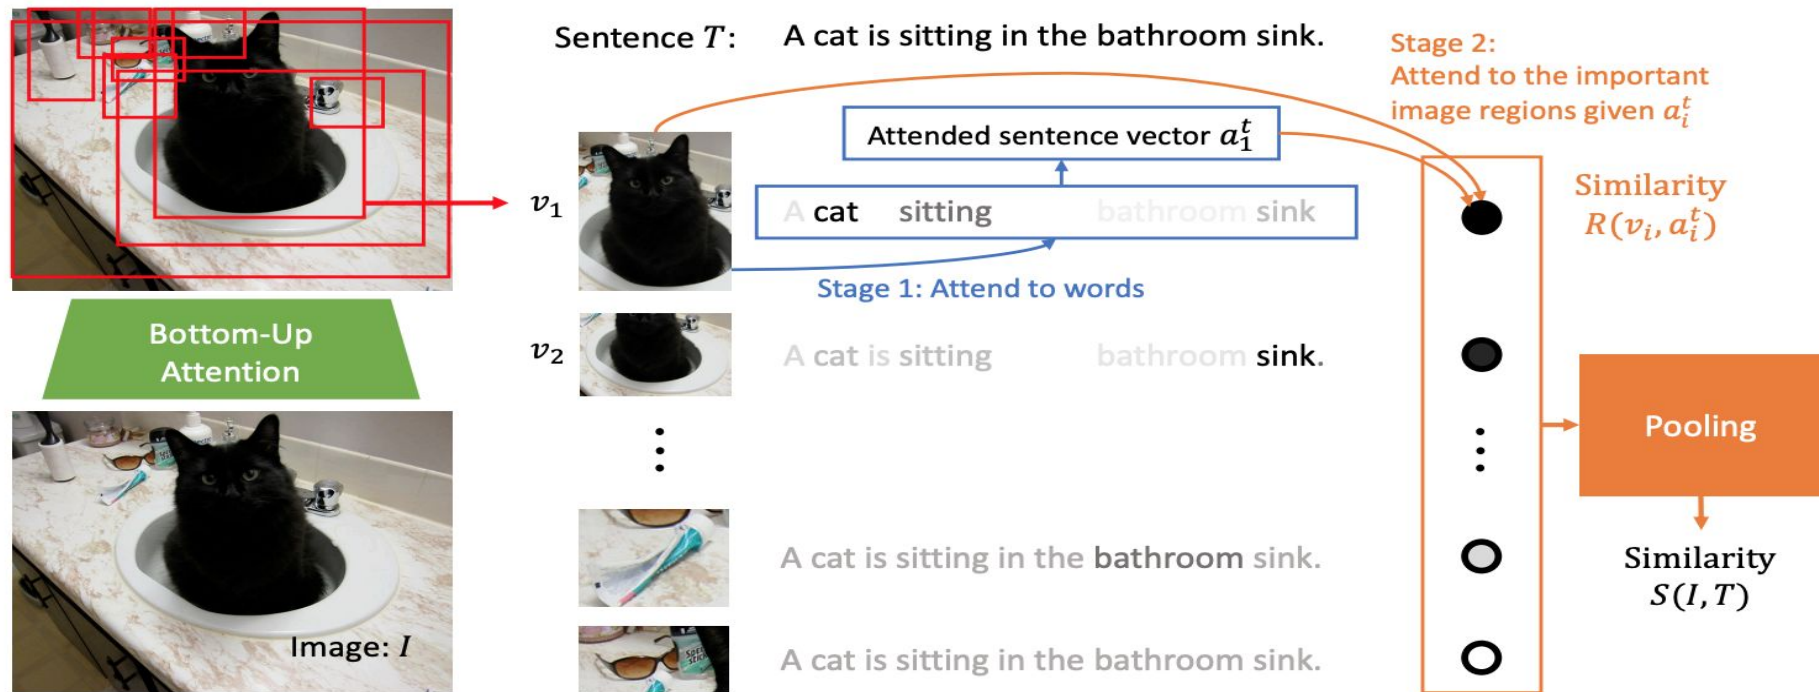 Sentence T: A cat is sitting in the bathroom sink.
Stage 2:
Attend to the important
image regions given a_i^t
Attended sentence vector a_1^t
v_1
A cat sitting bathroom sink
Similarity
R(v_i, a_i^t)
Stage 1: Attend to words
Bottom-Up
Attention
v_2
A cat is sitting bathroom sink.
⋮ ⋮
Pooling
A cat is sitting in the bathroom sink.
Similarity
S(I, T)
Image: I
A cat is sitting in the bathroom sink.